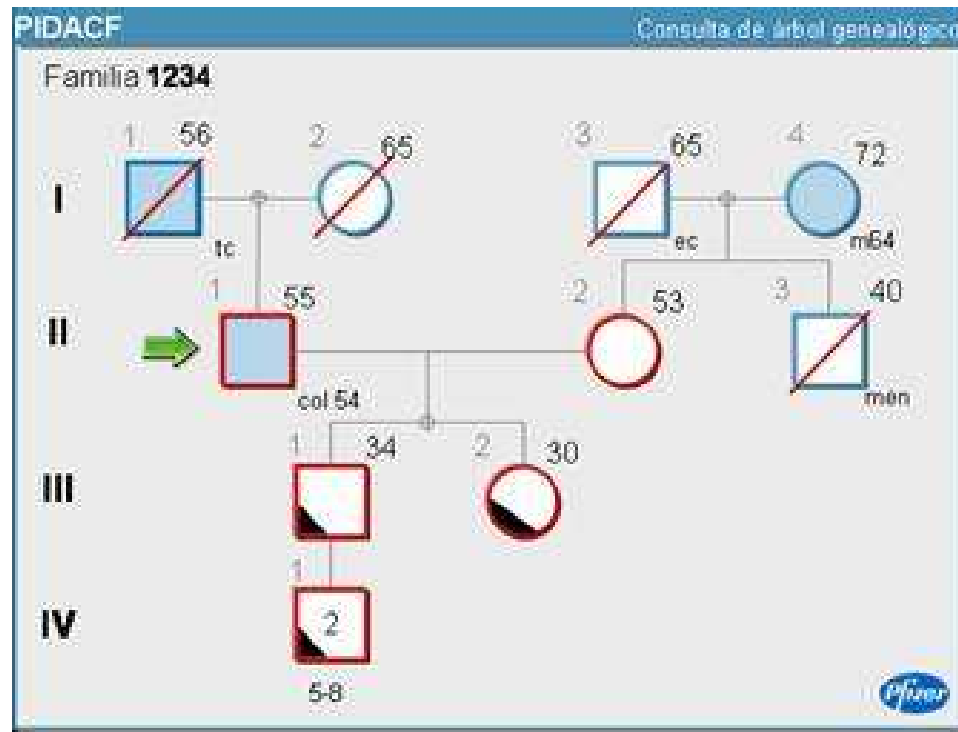 PIDACF Consulta de árbol genealógico
Familia 1234
1 56 2 65 3 65 4 72
I
tc ec m64
1 55 2 53 3 40
II
col 54 men
1 34 2 30
III
1
IV 2
5-8
Pfizer